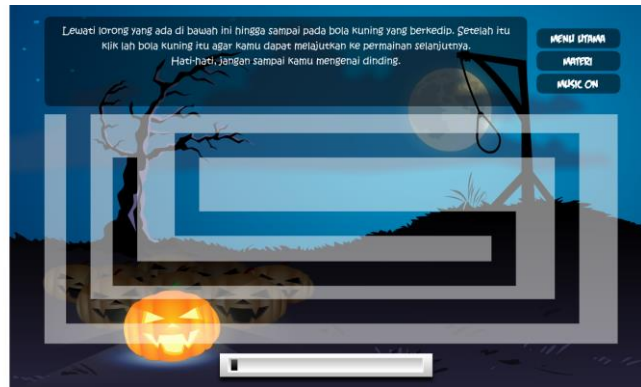 Lewati lorong yang ada di bawah ini hingga sampai pada bola kuning yang berkedip. Setelah itu
klik lah bola kuning itu agar kamu dapat melajutkan ke permainan selanjutnya.
Hati-hati, jangan sampai kamu mengenai dinding.
MENU UTAMA
MATERI
MUSIC ON